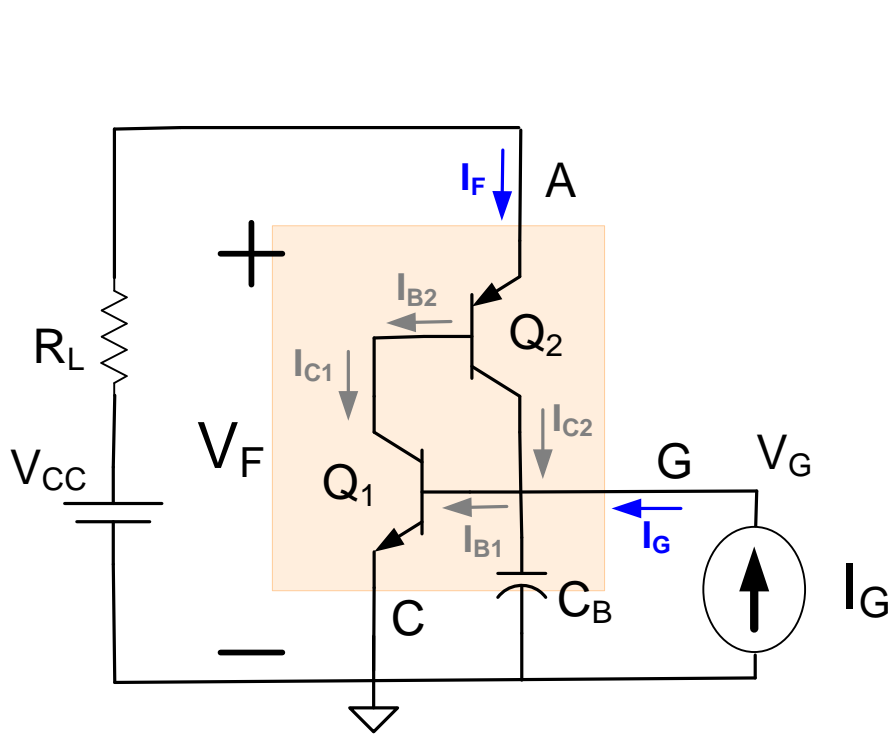 I_F
A
+
I_B2
Q_2
R_L
I_C1
I_C2
V_F
V_CC
Q_1
G
V_G
I_B1
I_G
C
C_B
I_G
−